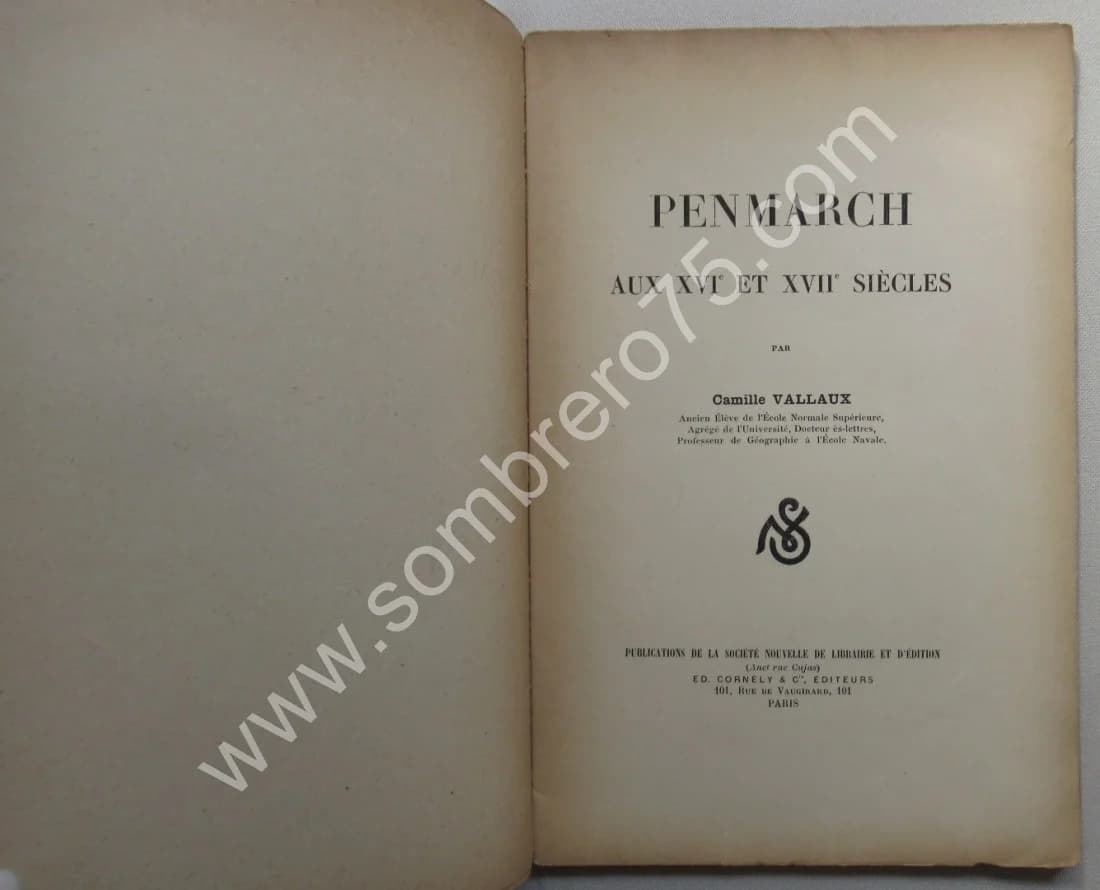 PENMARCH
AUX XVIe ET XVIIe SIÈCLES
PAR
Camille VALLAUX
Ancien Élève de l'École Normale Supérieure,
Agrégé de l'Université, Docteur ès-lettres,
Professeur de Géographie à l'École Navale.
NS
PUBLICATIONS DE LA SOCIÉTÉ NOUVELLE DE LIBRAIRIE ET D'ÉDITION
(Anct rue Cujas)
ED. CORNÉLY & Cie, ÉDITEURS
101, RUE DE VAUGIRARD, 101
PARIS
www.sombrero75.com